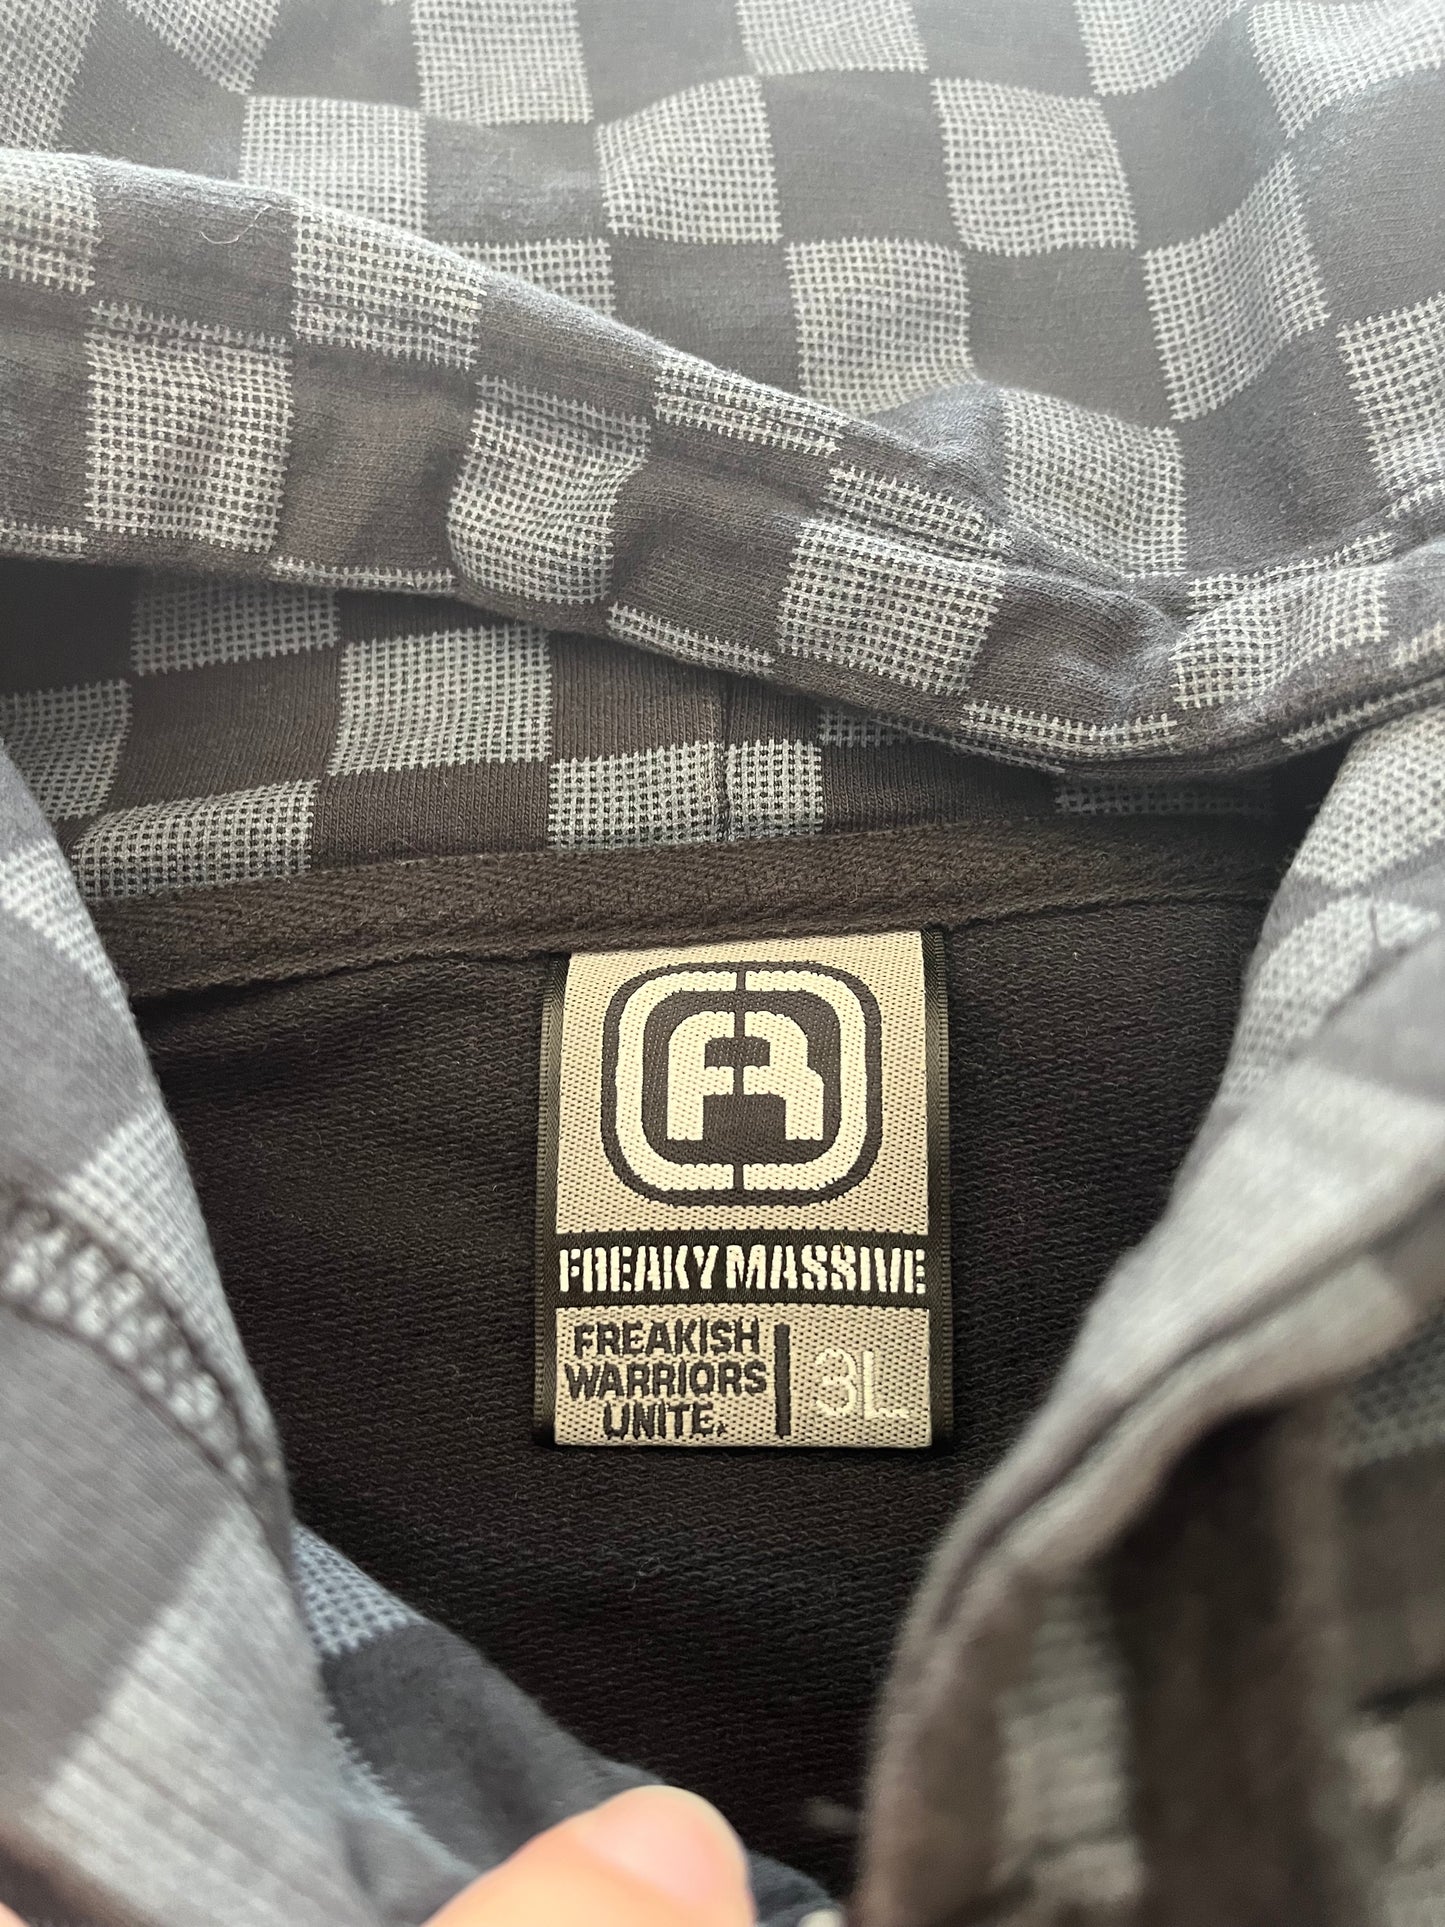 FREAKY MASSIVE
FREAKISH
WARRIORS
UNITE.
3L